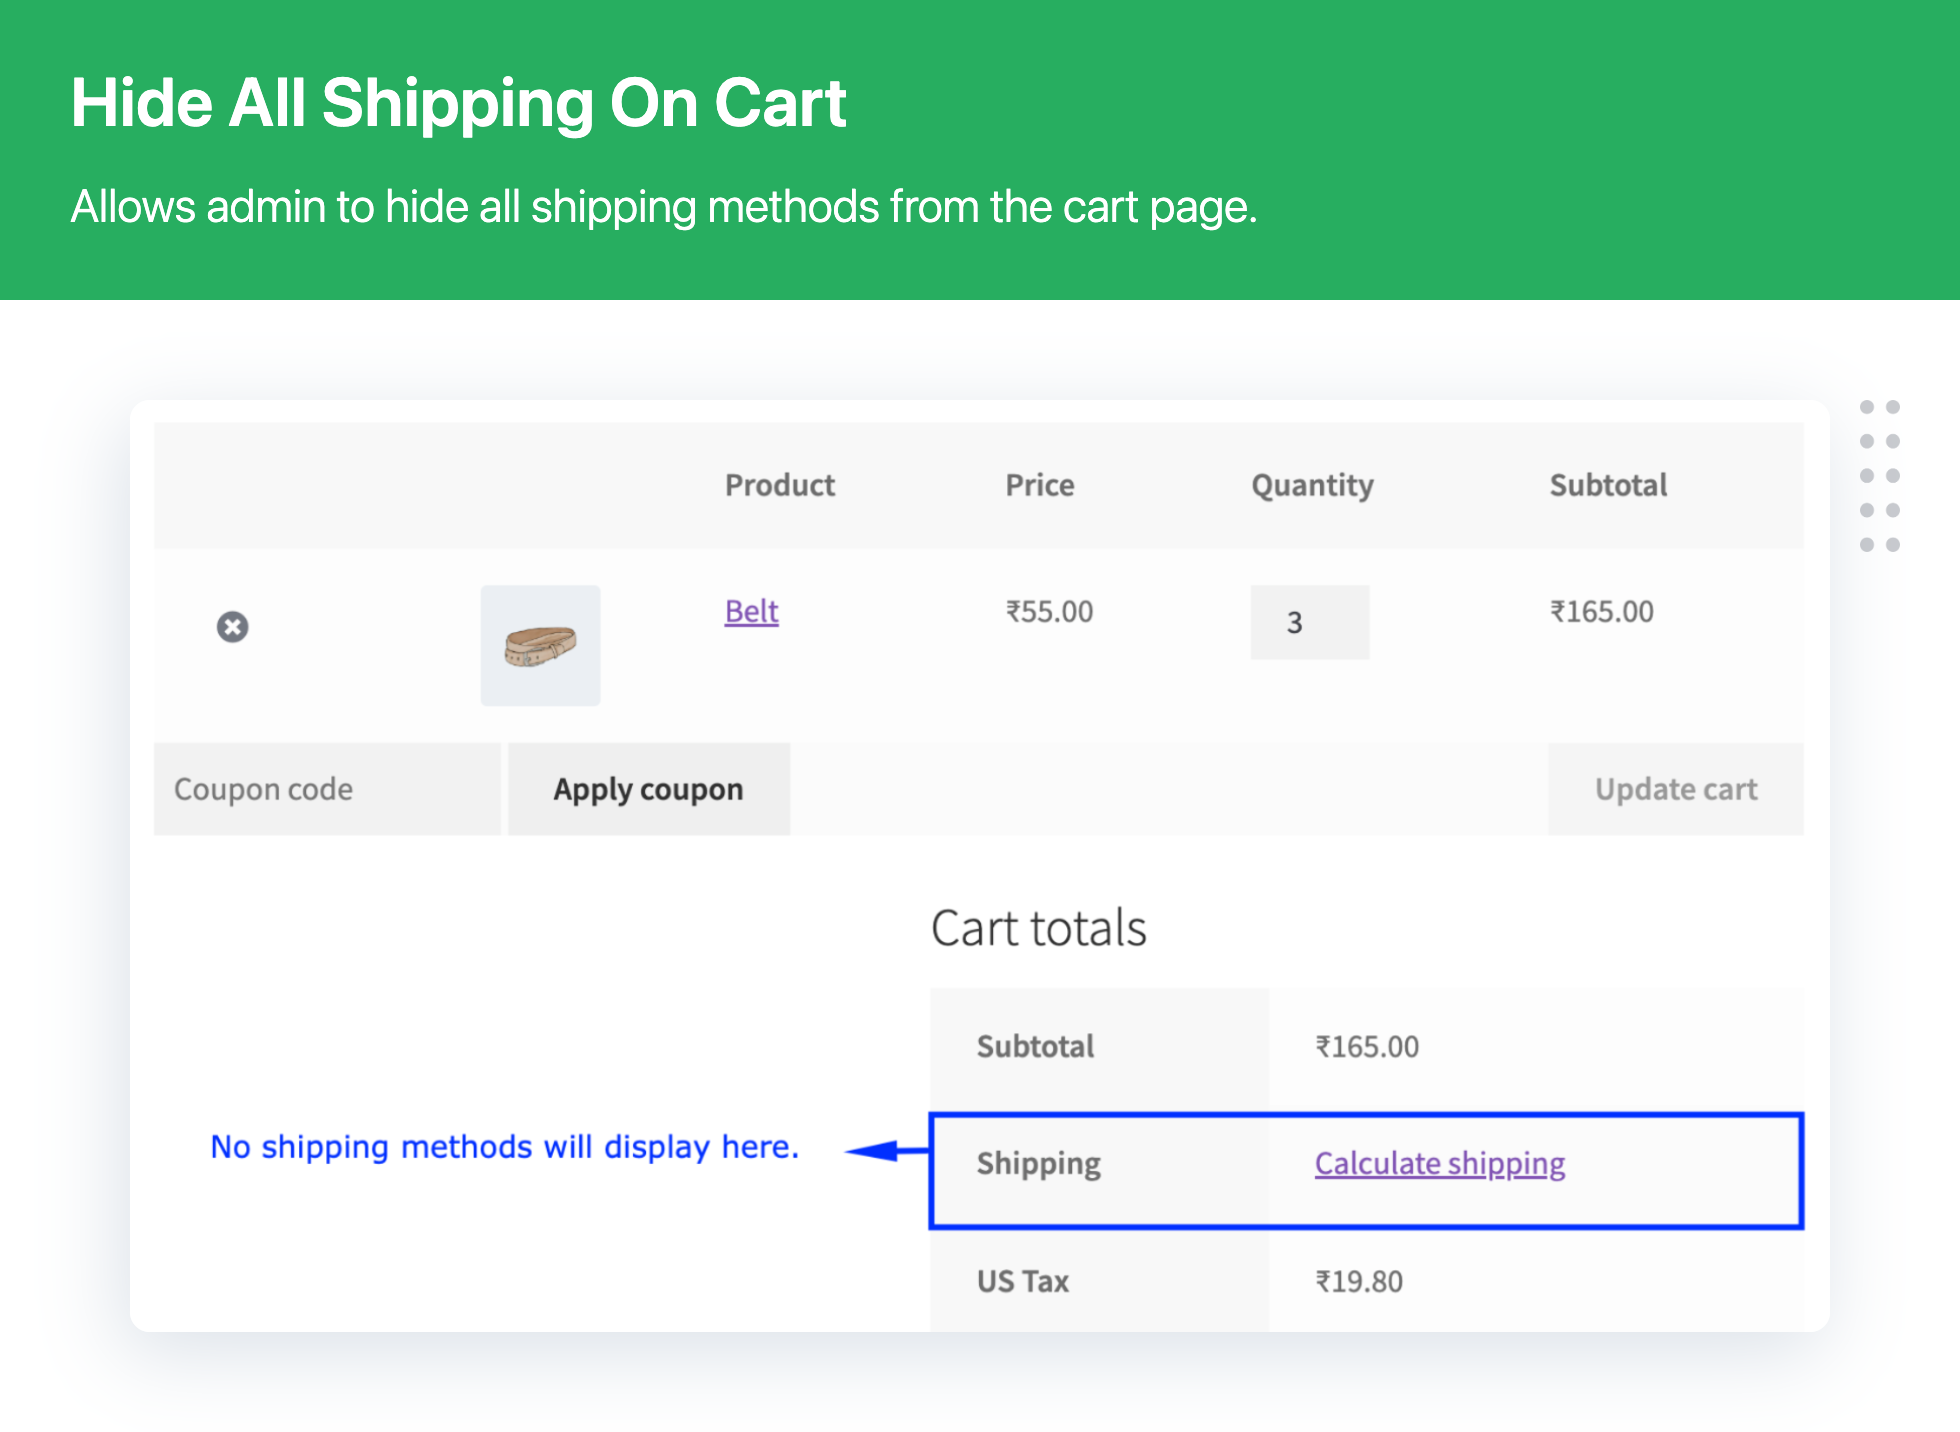 Hide All Shipping On Cart
Allows admin to hide all shipping methods from the cart page.
Product Price Quantity Subtotal
Belt ₹55.00 3 ₹165.00
Coupon code Apply coupon Update cart
Cart totals
Subtotal ₹165.00
No shipping methods will display here.
Shipping Calculate shipping
US Tax ₹19.80